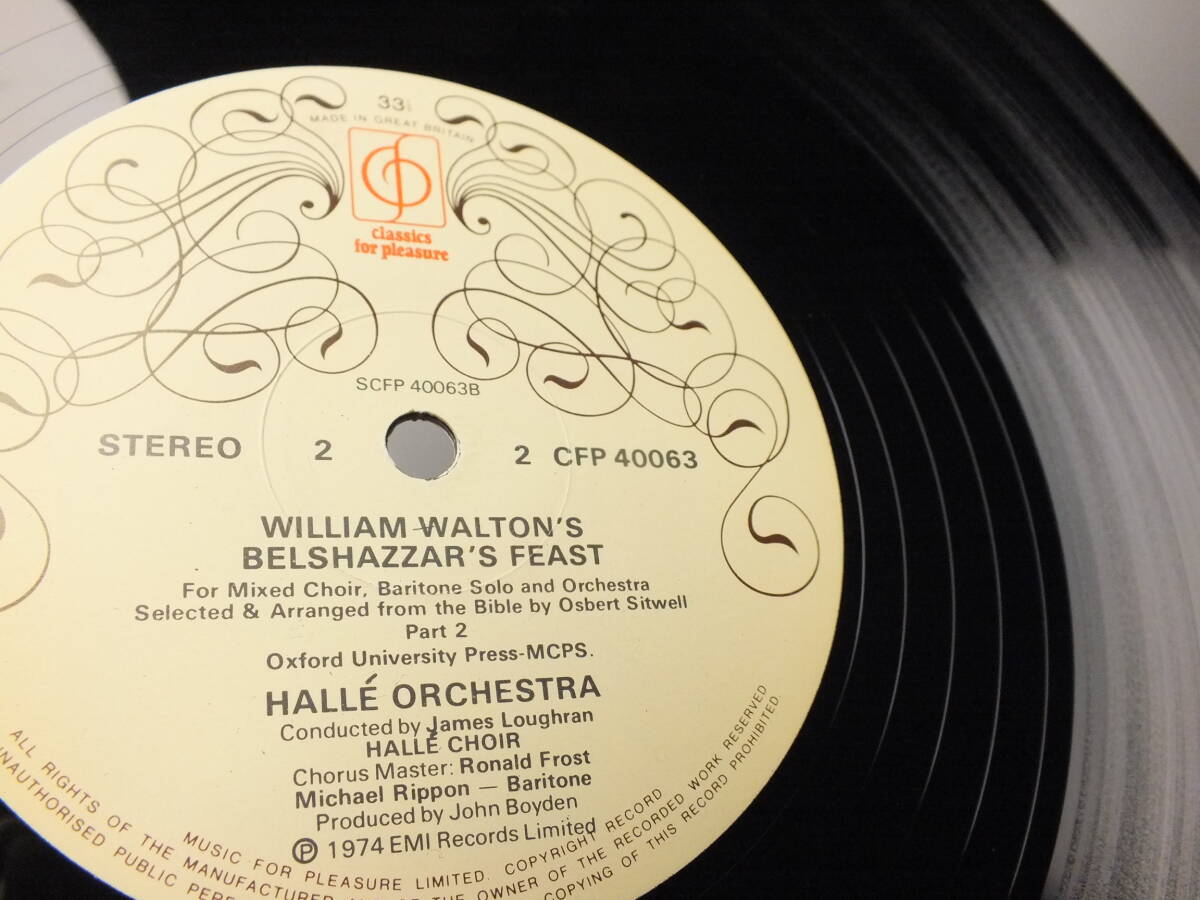 33⅓
MADE IN GREAT BRITAIN
classics
for pleasure
SCFP 40063B
STEREO 2 2 CFP 40063
WILLIAM WALTON'S
BELSHAZZAR'S FEAST
For Mixed Choir, Baritone Solo and Orchestra
Selected & Arranged from the Bible by Osbert Sitwell
Part 2
Oxford University Press-MCPS.
HALLÉ ORCHESTRA
Conducted by James Loughran
HALLÉ CHOIR
Chorus Master: Ronald Frost
Michael Rippon — Baritone
Produced by John Boyden
℗ 1974 EMI Records Limited
MUSIC FOR PLEASURE LIMITED. COPYRIGHT RECORD
ALL RIGHTS OF THE MANUFACTURER OF THE OWNER OF THE RECORDED WORK RESERVED
UNAUTHORISED PUBLIC COPYING OF THIS RECORD PROHIBITED.